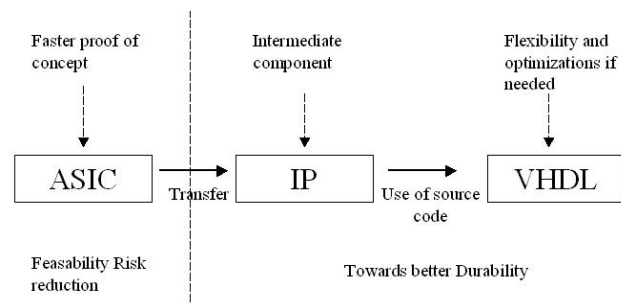 Faster proof of
concept
Intermediate
component
Flexibility and
optimizations if
needed
ASIC
Transfer
IP
Use of source
code
VHDL
Feasability Risk
reduction
Towards better Durability